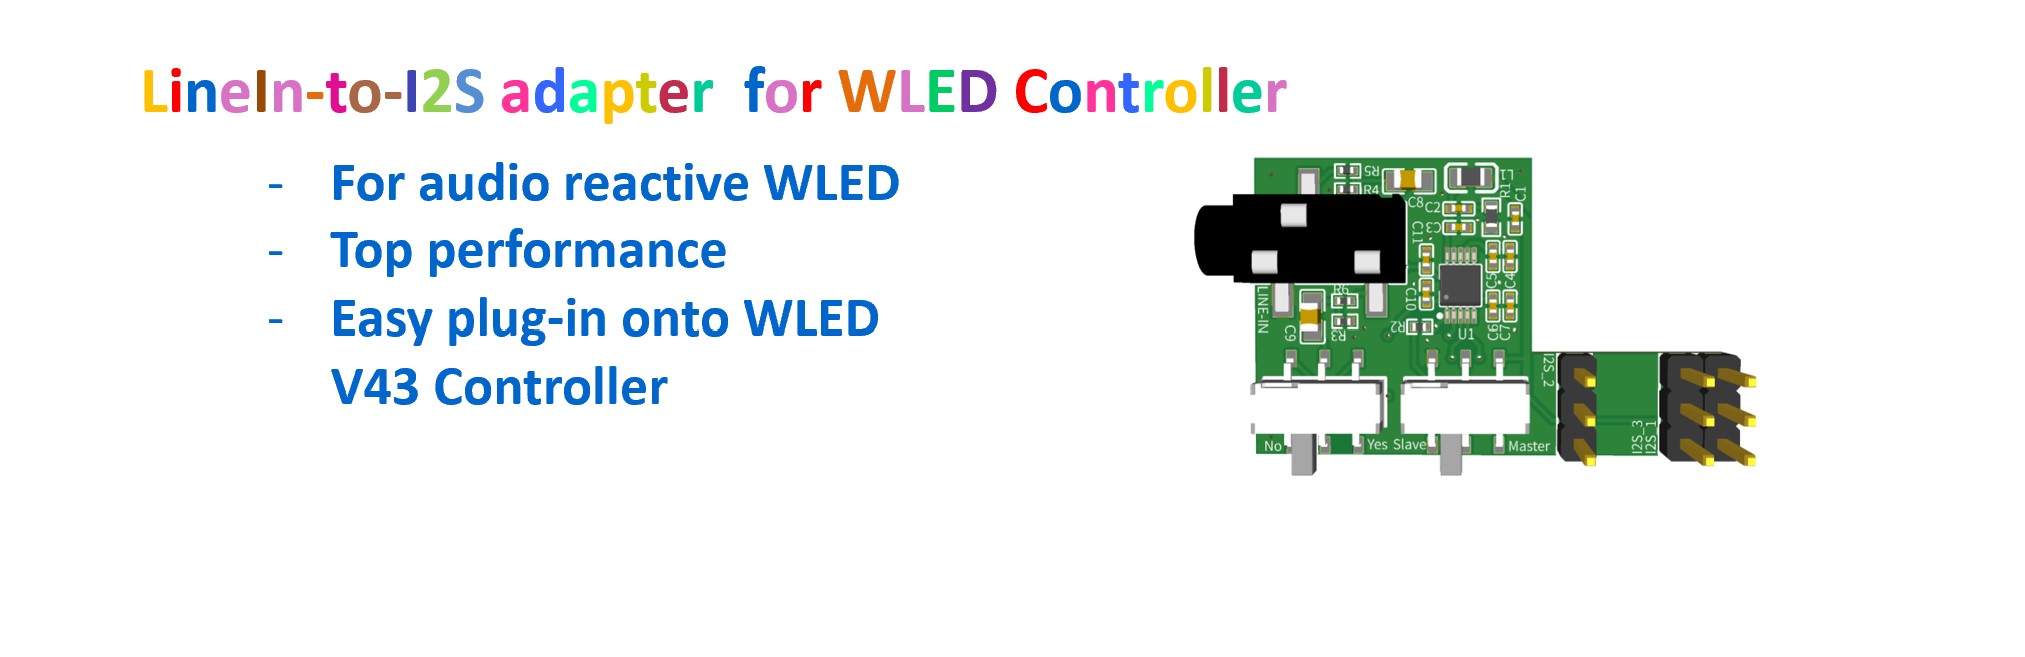 LineIn-to-I2S adapter for WLED Controller
- For audio reactive WLED
- Top performance
- Easy plug-in onto WLED
V43 Controller
R5
R4
L1
C8
C2
R1
C1
C3
C11
C5
C4
LINE-IN
R6
C10
C9
R3
R2
U1
C6
C7
I2S_2
I2S_3
I2S_1
No
Yes
Slave
Master